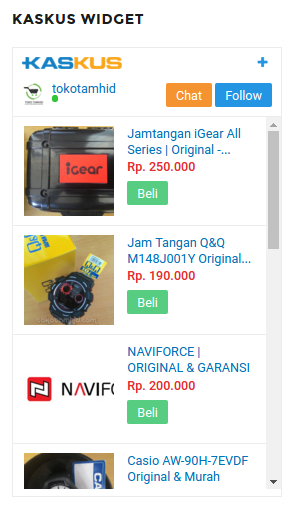 KASKUS WIDGET
KASKUS
tokotamhid
Chat
Follow
iGear
Jamtangan iGear All
Series | Original -...
Rp. 250.000
Beli
Jam Tangan Q&Q
M148J001Y Original...
Rp. 190.000
Beli
NAVIFO
NAVIFORCE |
ORIGINAL & GARANSI
Rp. 200.000
Beli
Casio AW-90H-7EVDF
Original & Murah